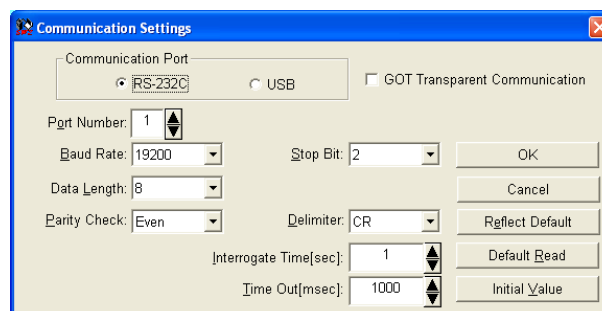 Communication Settings
Communication Port
RS-232C USB GOT Transparent Communication
Port Number: 1
Baud Rate: 19200 Stop Bit: 2 OK
Data Length: 8 Cancel
Parity Check: Even Delimiter: CR Reflect Default
Interrogate Time[sec]: 1 Default Read
Time Out[msec]: 1000 Initial Value